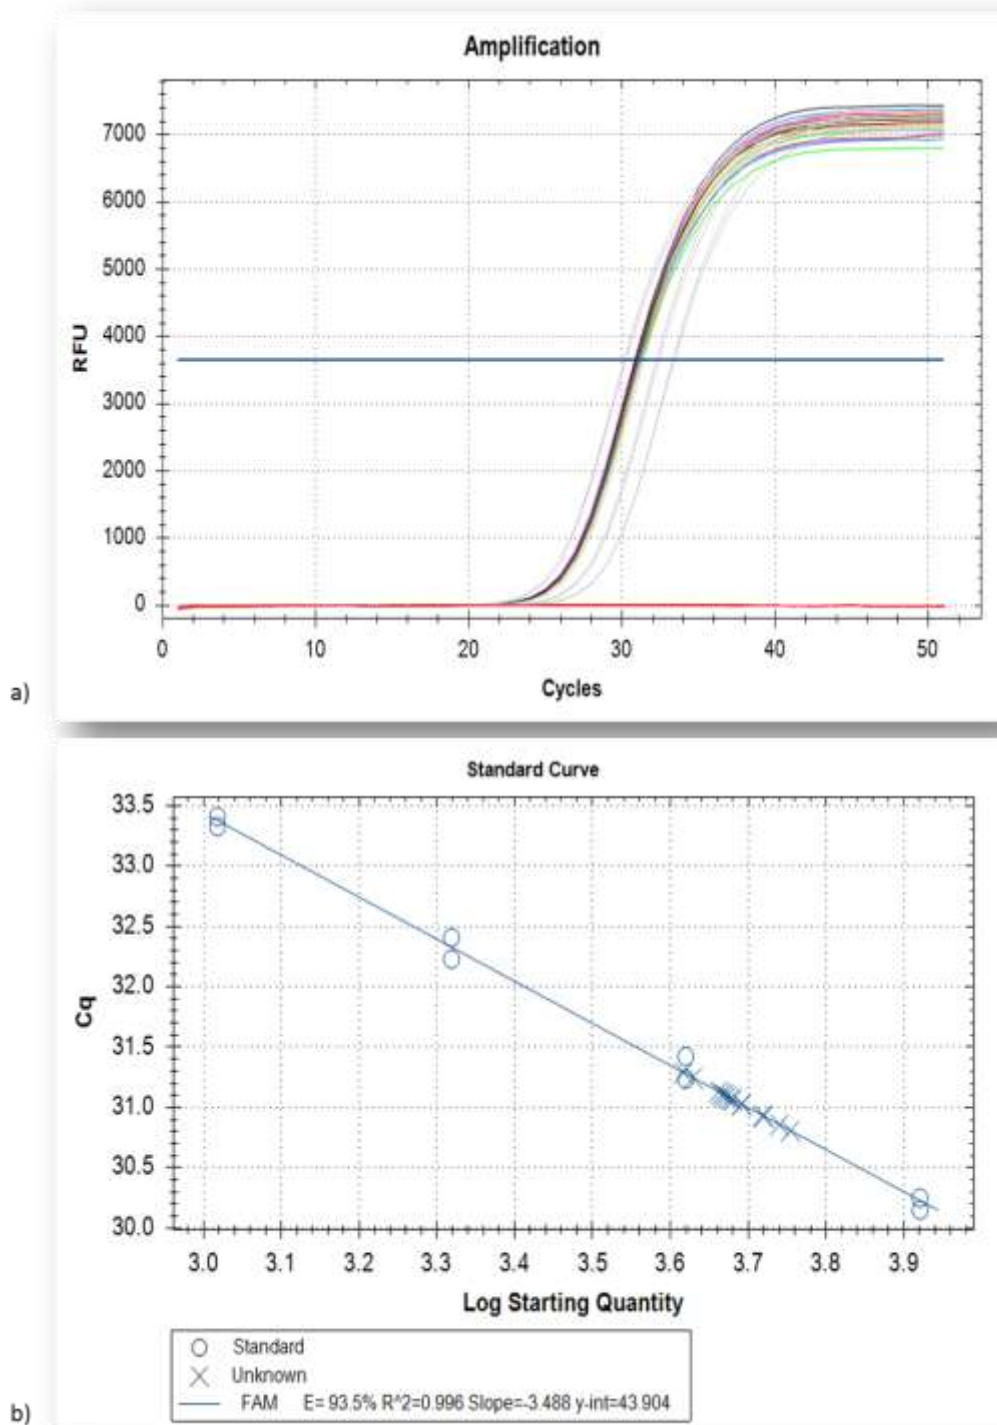 Amplification
7000
6000
5000
4000
3000
2000
1000
0
RFU
0 10 20 30 40 50
Cycles
a)
Standard Curve
33.5
33.0
32.5
32.0
31.5
31.0
30.5
30.0
Cq
3.0 3.1 3.2 3.3 3.4 3.5 3.6 3.7 3.8 3.9
Log Starting Quantity
Standard
Unknown
FAM E= 93.5% R^2=0.996 Slope=-3.488 y-int=43.904
b)